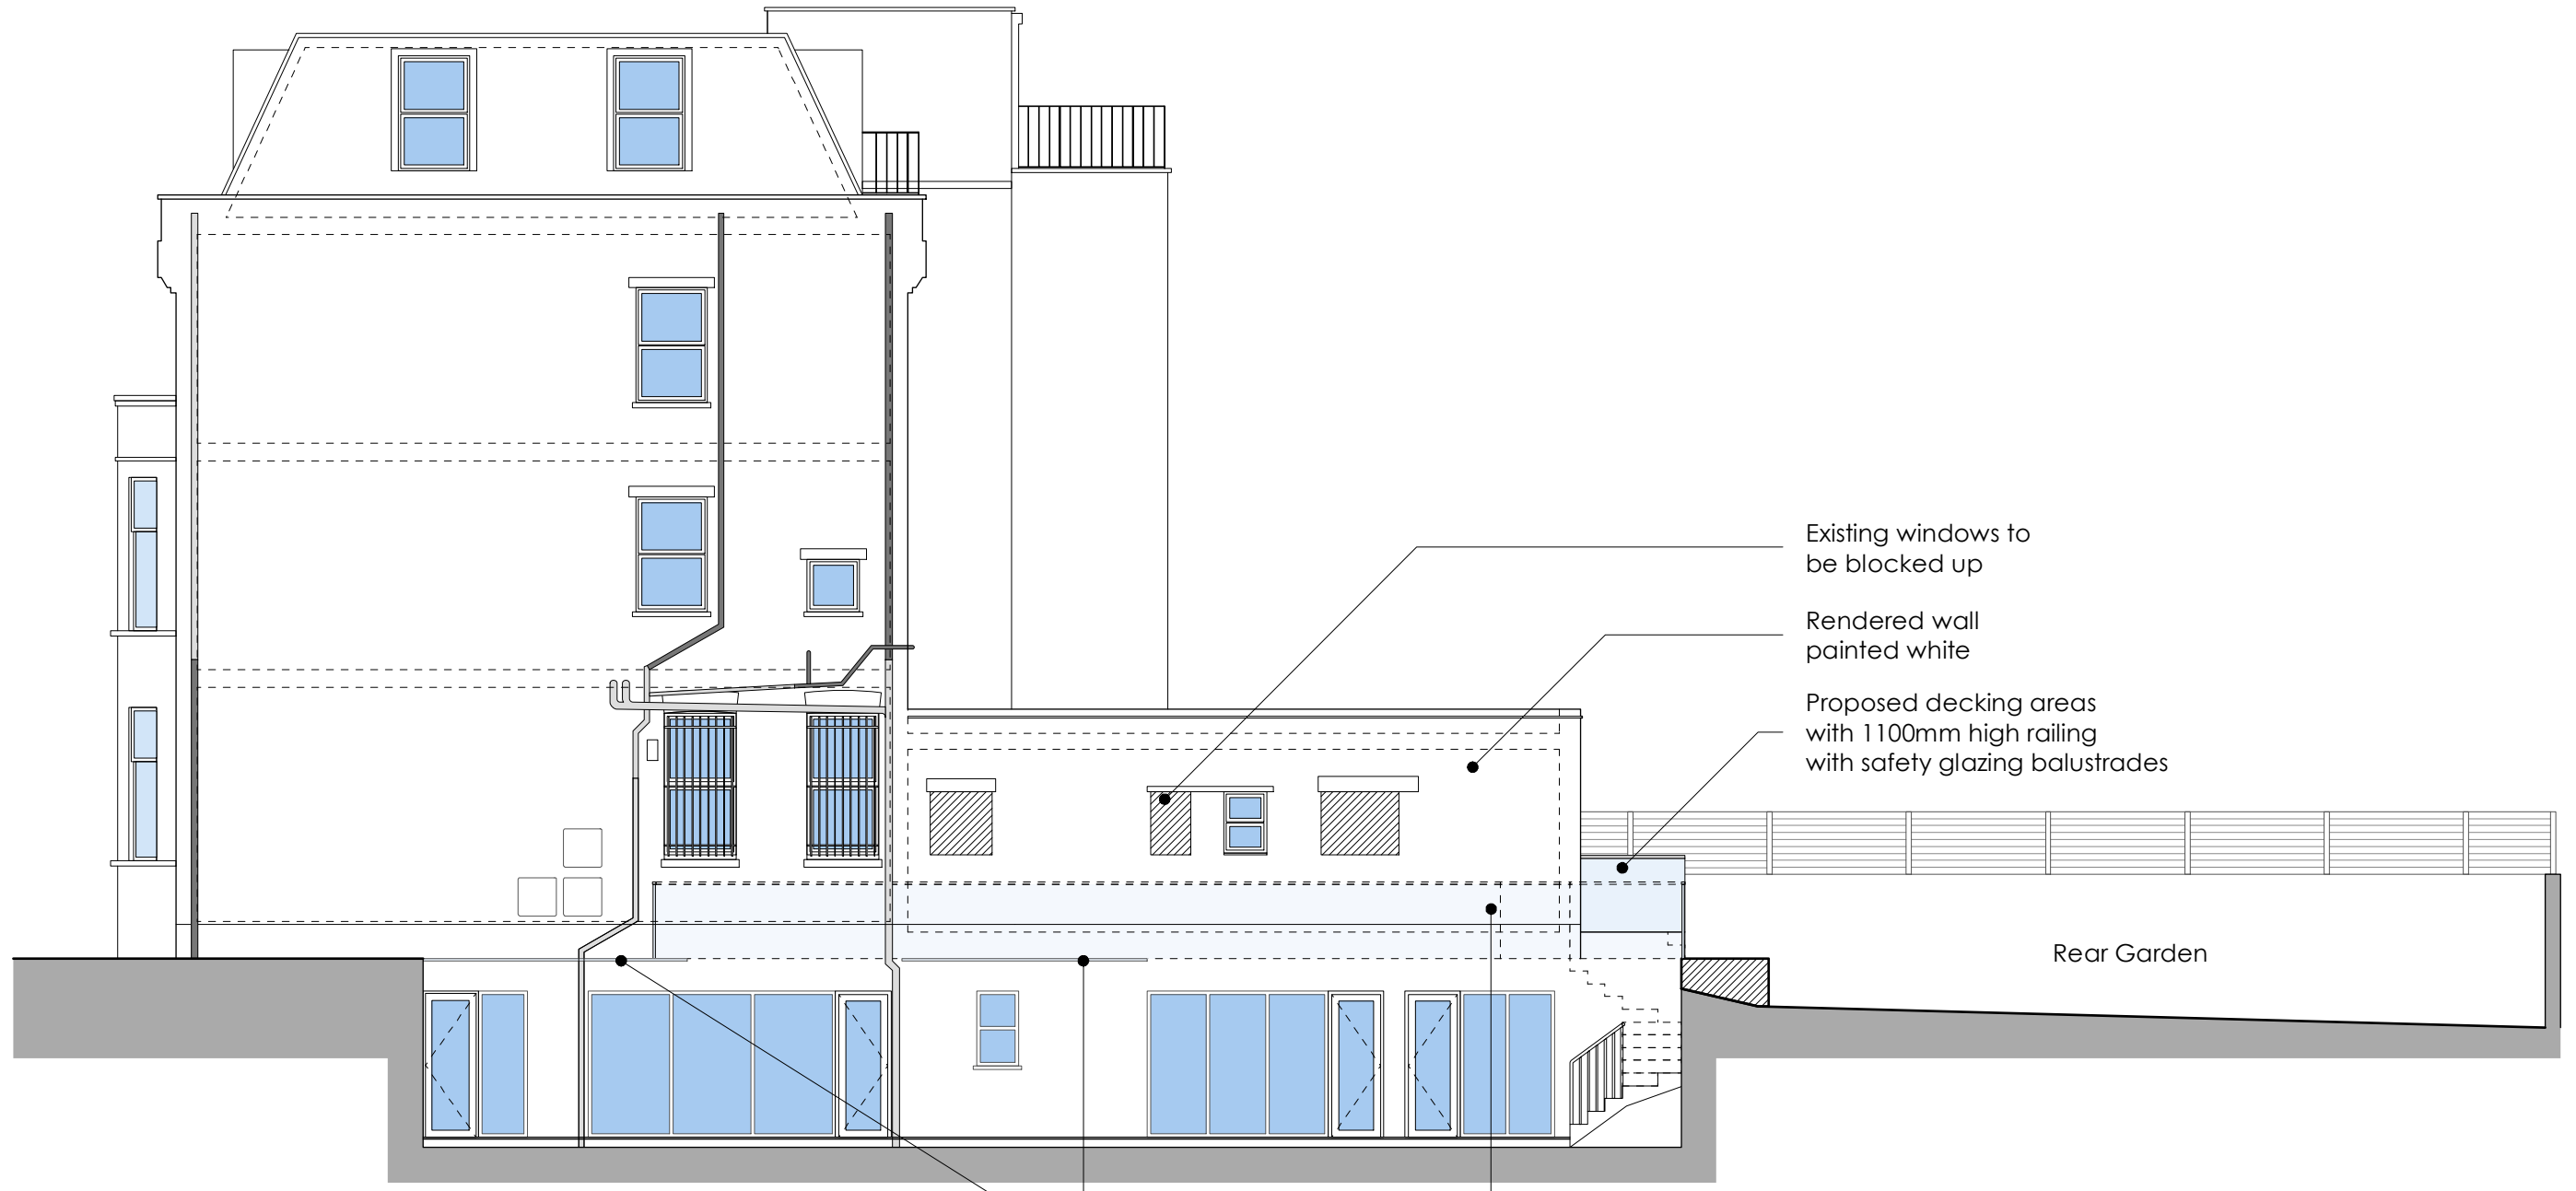 Existing windows to
be blocked up
Rendered wall
painted white
Proposed decking areas
with 1100mm high railing
with safety glazing balustrades
Rear Garden